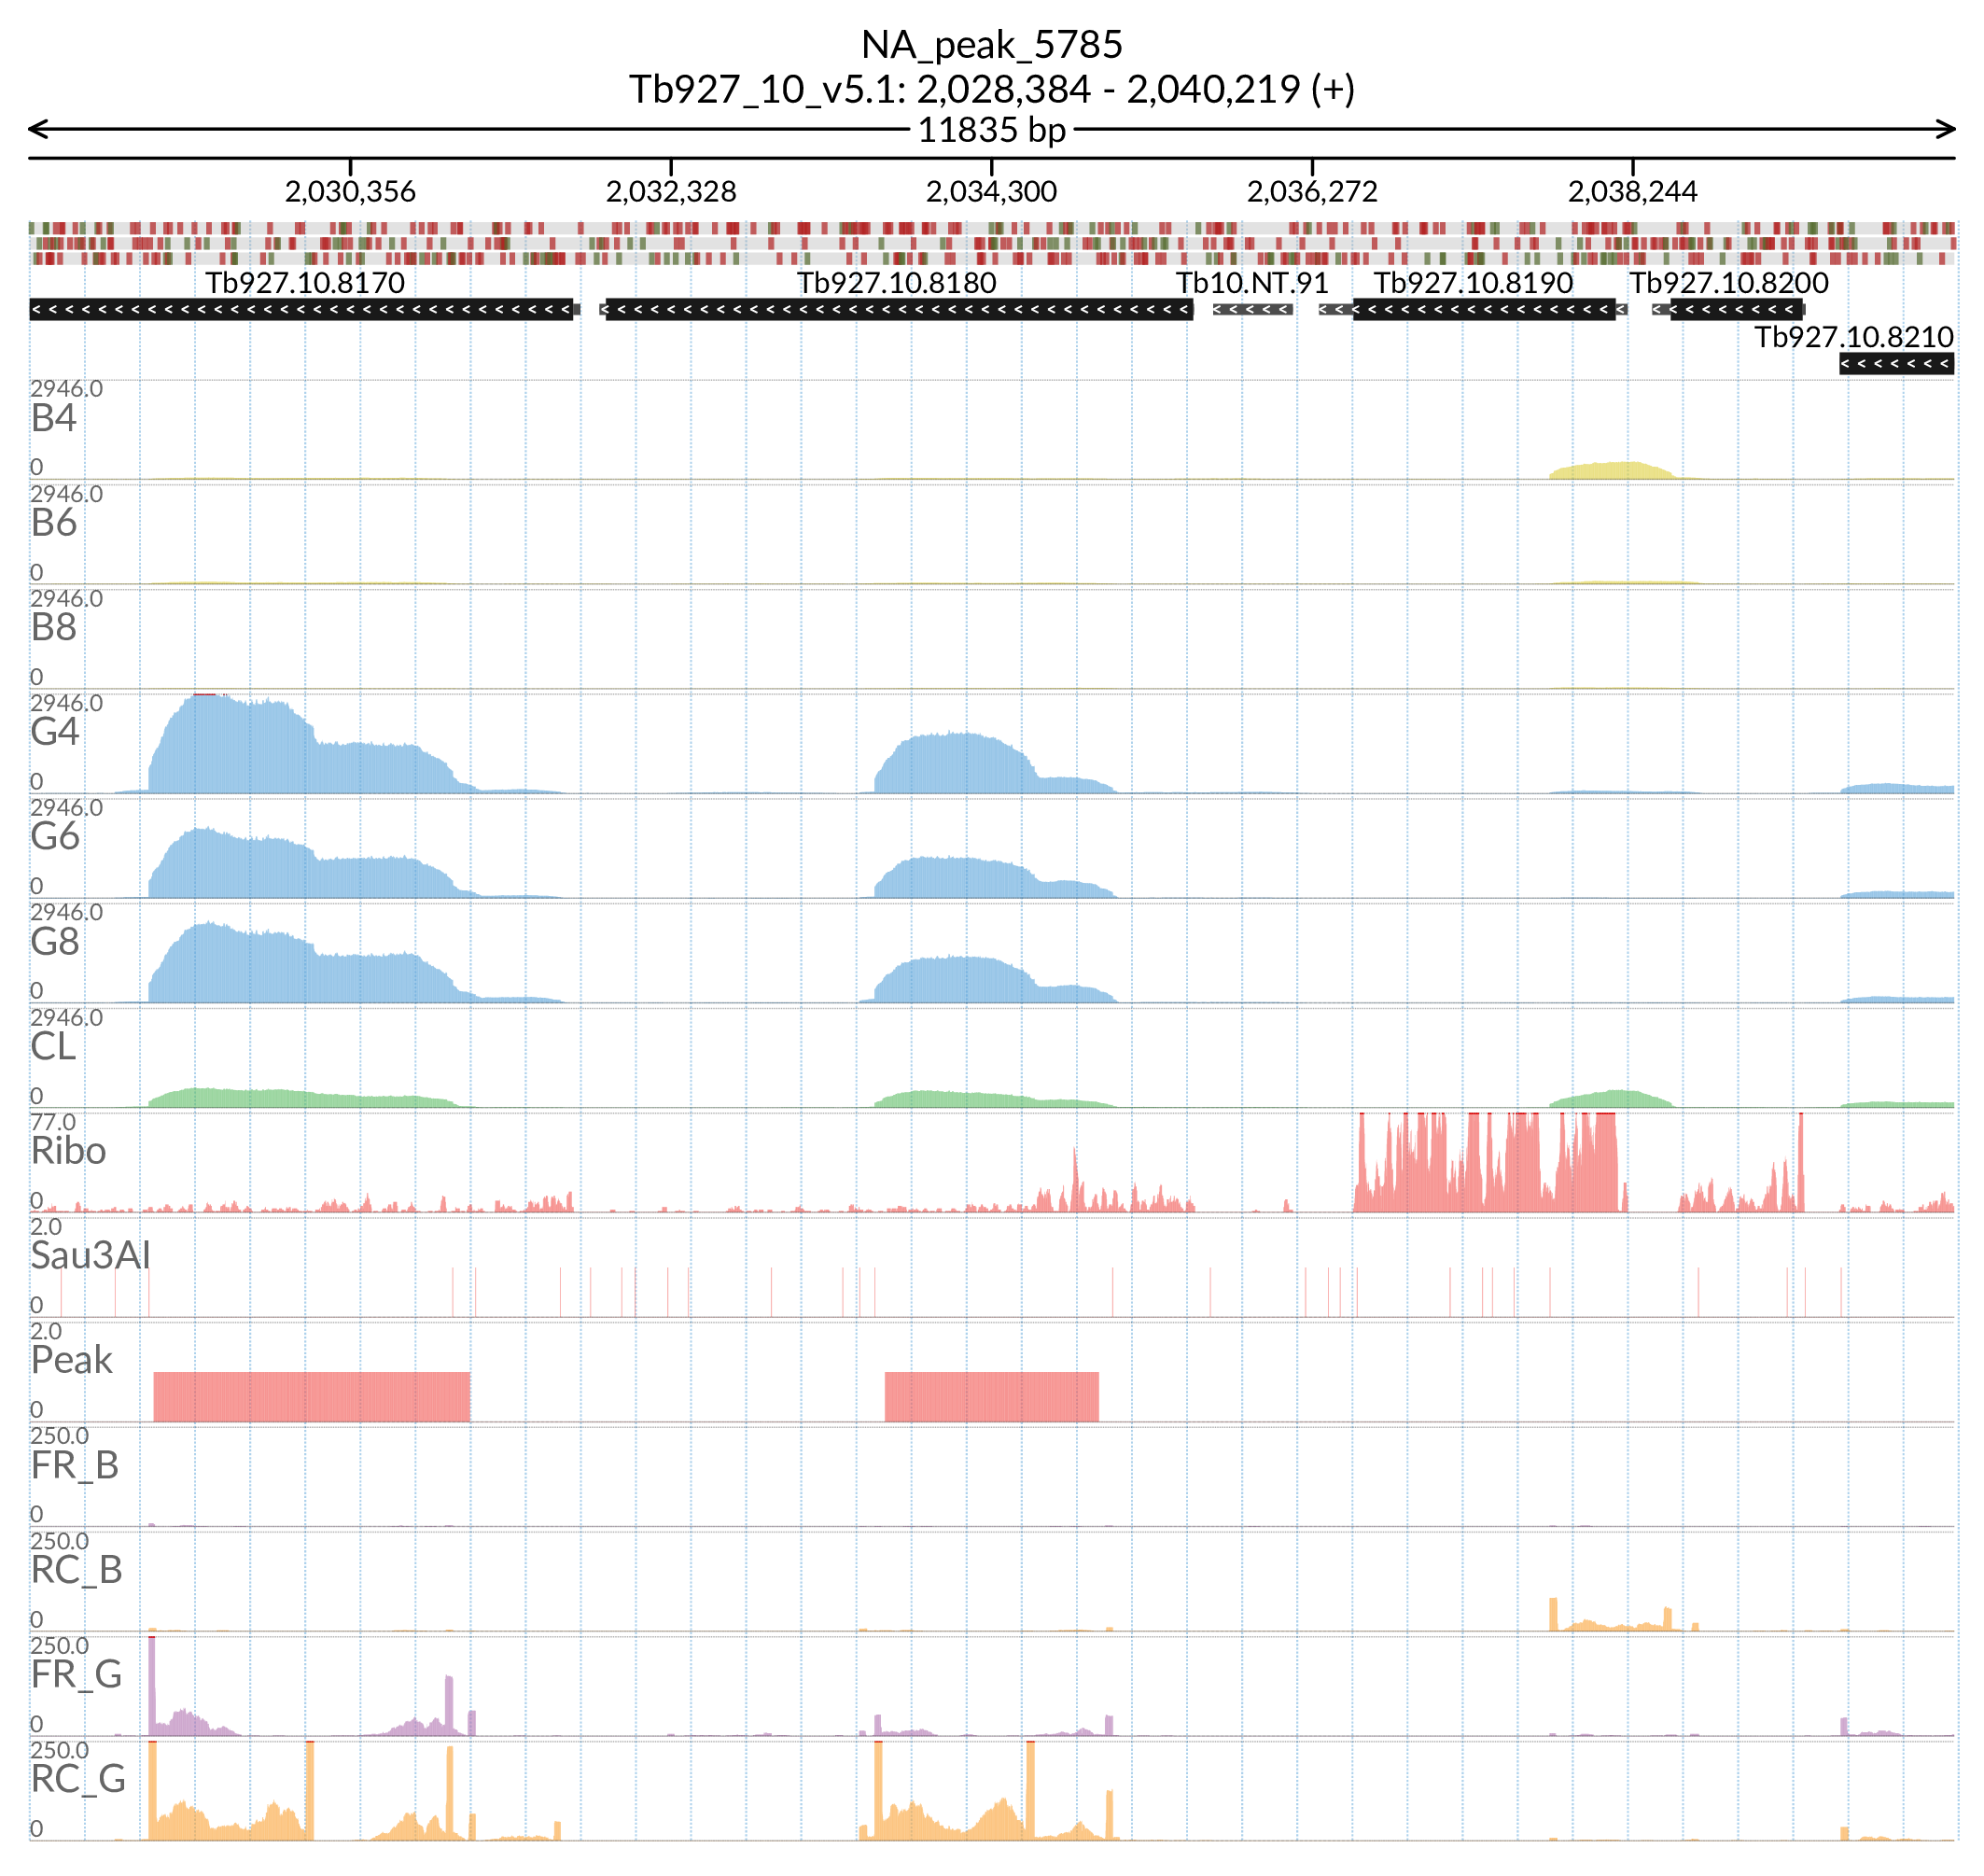 NA_peak_5785
Tb927_10_v5.1: 2,028,384 - 2,040,219 (+)
11835 bp
2,030,356 2,032,328 2,034,300 2,036,272 2,038,244
Tb927.10.8170 Tb927.10.8180 Tb10.NT.91 Tb927.10.8190 Tb927.10.8200
Tb927.10.8210
2946.0
B4
0
2946.0
B6
0
2946.0
B8
0
2946.0
G4
0
2946.0
G6
0
2946.0
G8
0
2946.0
CL
0
77.0
Ribo
0
2.0
Sau3AI
0
2.0
Peak
0
250.0
FR_B
0
250.0
RC_B
0
250.0
FR_G
0
250.0
RC_G
0